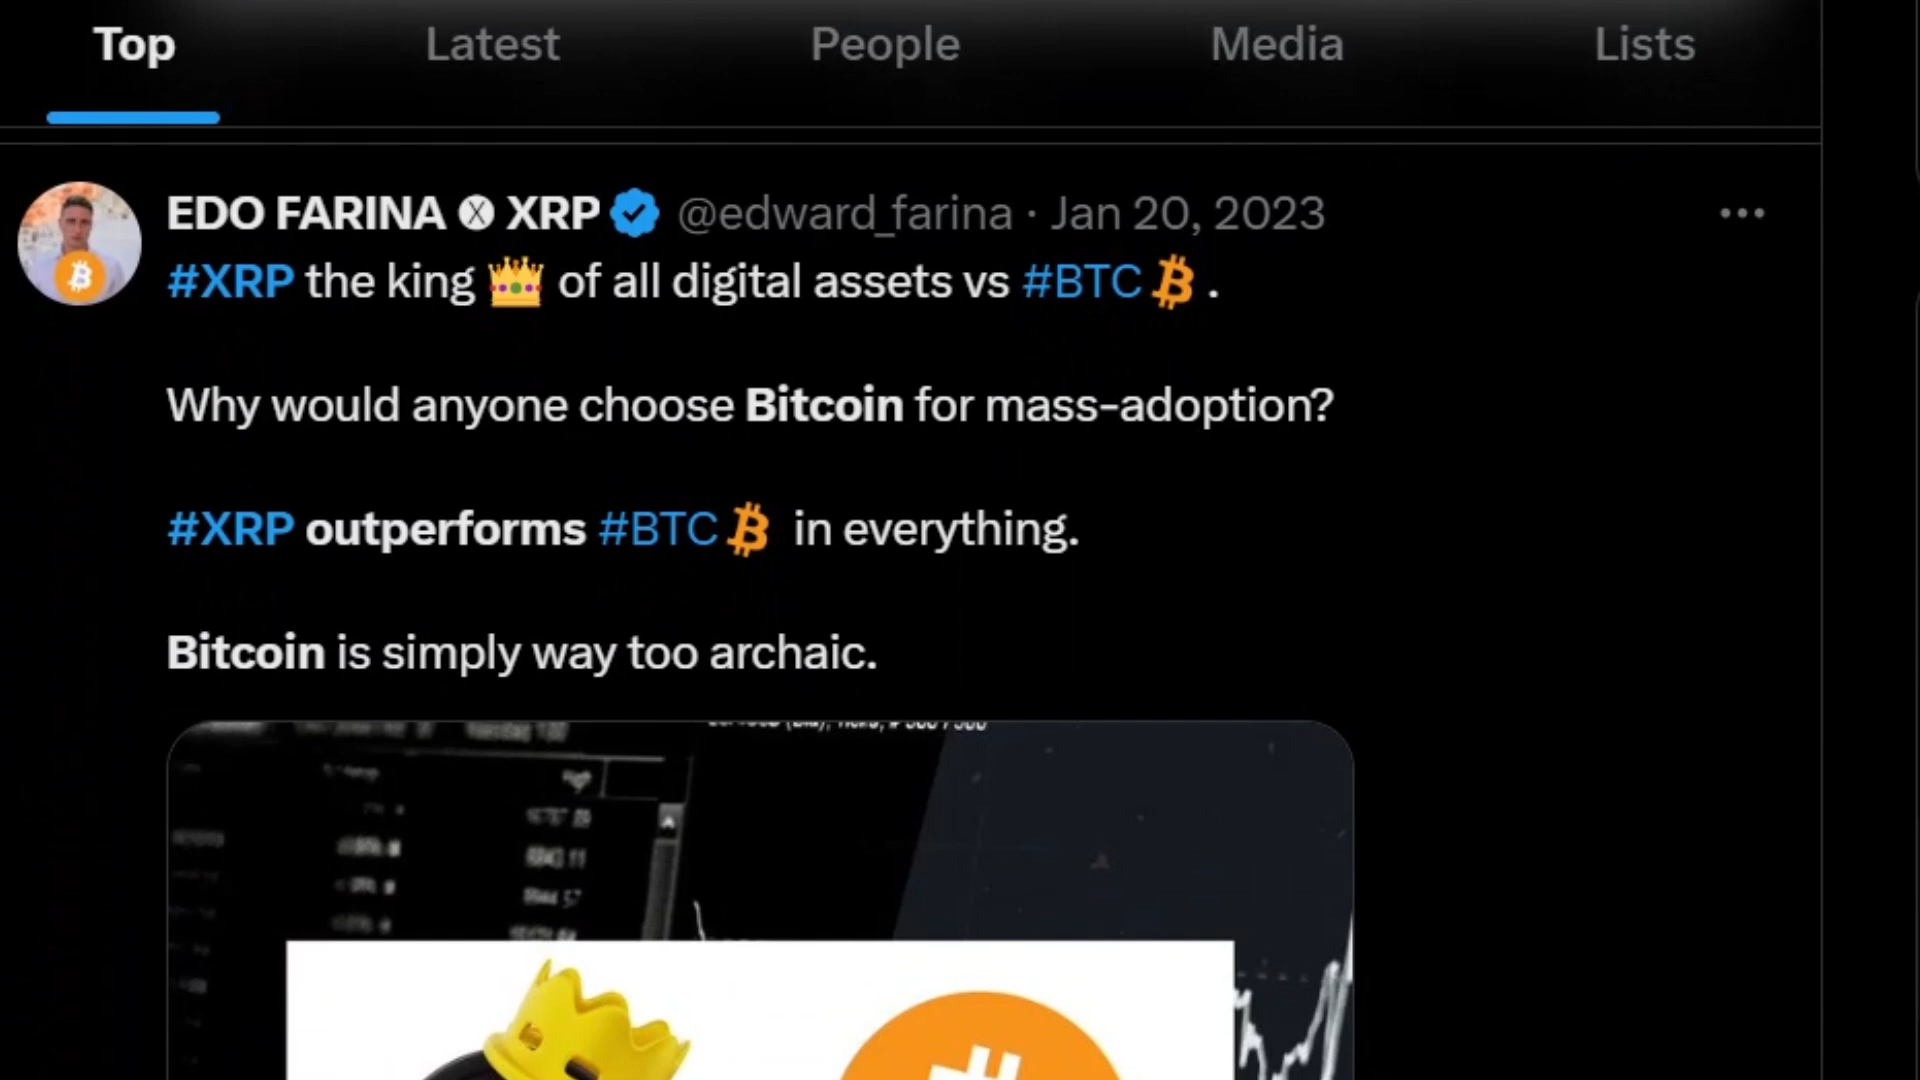 Top Latest People Media Lists
EDO FARINA Ⓧ XRP @edward_farina · Jan 20, 2023
#XRP the king 👑 of all digital assets vs #BTC .
Why would anyone choose Bitcoin for mass-adoption?
#XRP outperforms #BTC in everything.
Bitcoin is simply way too archaic.